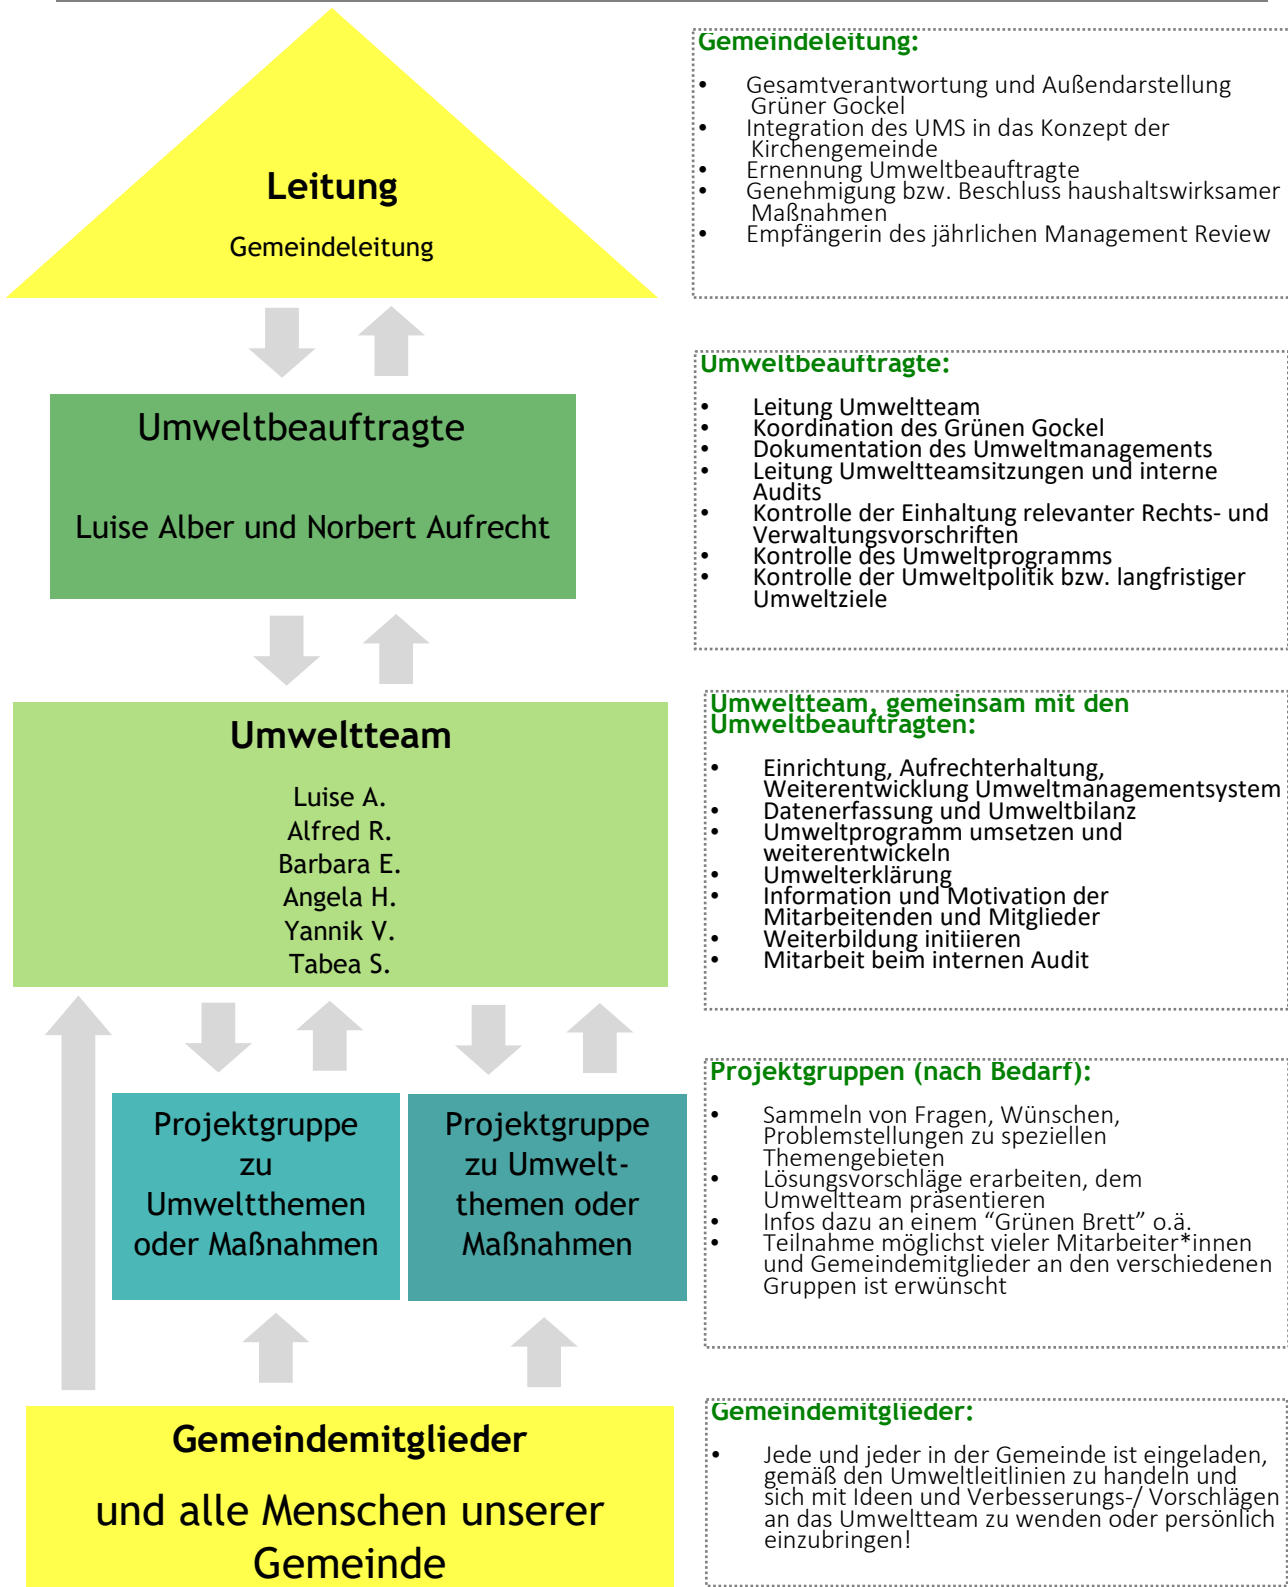 Leitung
Gemeindeleitung
Gemeindeleitung:
• Gesamtverantwortung und Außendarstellung
Grüner Gockel
• Integration des UMS in das Konzept der
Kirchengemeinde
• Ernennung Umweltbeauftragte
• Genehmigung bzw. Beschluss haushaltswirksamer
Maßnahmen
• Empfängerin des jährlichen Management Review
Umweltbeauftragte
Luise Alber und Norbert Aufrecht
Umweltbeauftragte:
• Leitung Umweltteam
• Koordination des Grünen Gockel
• Dokumentation des Umweltmanagements
• Leitung Umweltteamsitzungen und interne
Audits
• Kontrolle der Einhaltung relevanter Rechts- und
Verwaltungsvorschriften
• Kontrolle des Umweltprogramms
• Kontrolle der Umweltpolitik bzw. langfristiger
Umweltziele
Umweltteam
Luise A.
Alfred R.
Barbara E.
Angela H.
Yannik V.
Tabea S.
Umweltteam, gemeinsam mit den
Umweltbeauftragten:
• Einrichtung, Aufrechterhaltung,
Weiterentwicklung Umweltmanagementsystem
• Datenerfassung und Umweltbilanz
• Umweltprogramm umsetzen und
weiterentwickeln
• Umwelterklärung
• Information und Motivation der
Mitarbeitenden und Mitglieder
• Weiterbildung initiieren
• Mitarbeit beim internen Audit
Projektgruppe
zu
Umweltthemen
oder Maßnahmen
Projektgruppe
zu Umwelt-
themen oder
Maßnahmen
Projektgruppen (nach Bedarf):
• Sammeln von Fragen, Wünschen,
Problemstellungen zu speziellen
Themengebieten
• Lösungsvorschläge erarbeiten, dem
Umweltteam präsentieren
• Infos dazu an einem “Grünen Brett” o.ä.
• Teilnahme möglichst vieler Mitarbeiter*innen
und Gemeindemitglieder an den verschiedenen
Gruppen ist erwünscht
Gemeindemitglieder
und alle Menschen unserer
Gemeinde
Gemeindemitglieder:
• Jede und jeder in der Gemeinde ist eingeladen,
gemäß den Umweltleitlinien zu handeln und
sich mit Ideen und Verbesserungs-/ Vorschlägen
an das Umweltteam zu wenden oder persönlich
einzubringen!